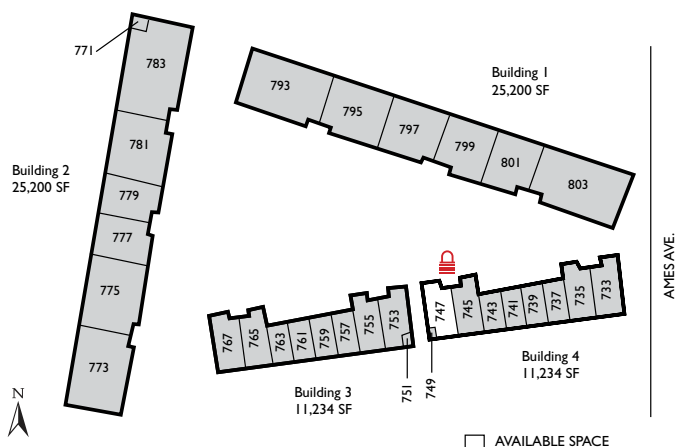 771
783
781
779
777
775
773
Building 2
25,200 SF
Building 1
25,200 SF
793
795
797
799
801
803
AMES AVE.
767
765
763
761
759
757
755
753
751
Building 3
11,234 SF
747
745
743
741
739
737
735
733
749
Building 4
11,234 SF
N
AVAILABLE SPACE